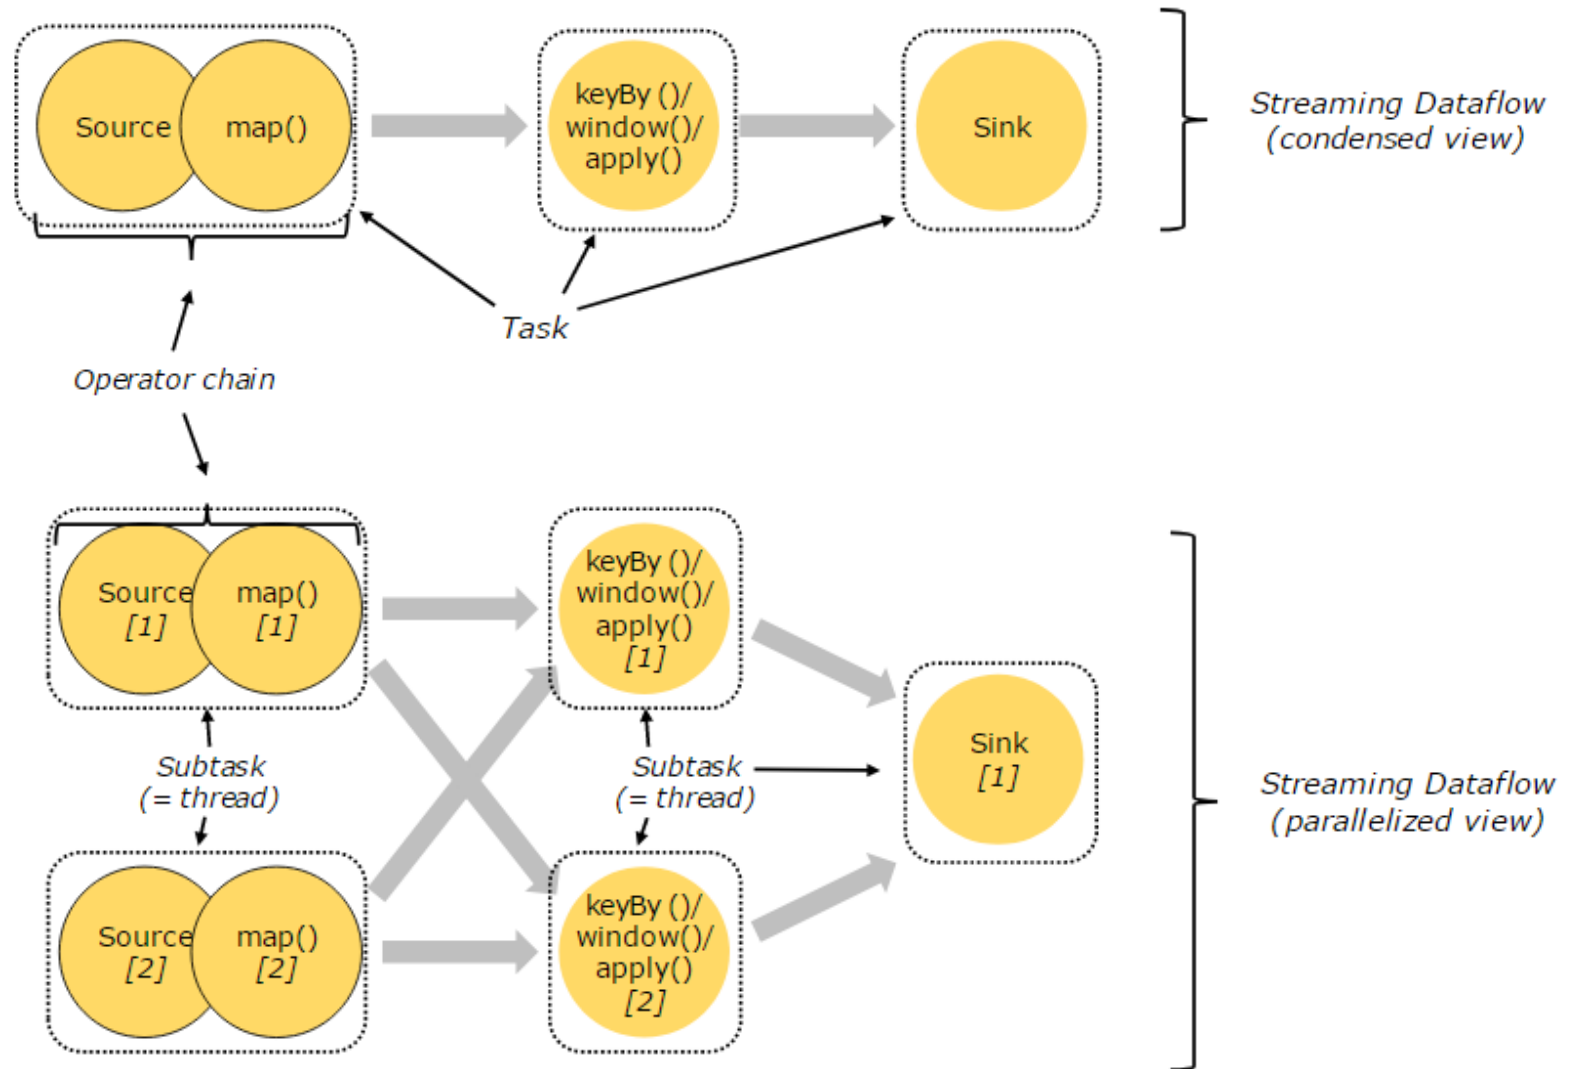 Source
map()
keyBy ()/
window()/
apply()
Sink
Streaming Dataflow
(condensed view)
Task
Operator chain
Source
[1]
map()
[1]
keyBy ()/
window()/
apply()
[1]
Sink
[1]
Subtask
(= thread)
Subtask
(= thread)
Streaming Dataflow
(parallelized view)
Source
[2]
map()
[2]
keyBy ()/
window()/
apply()
[2]